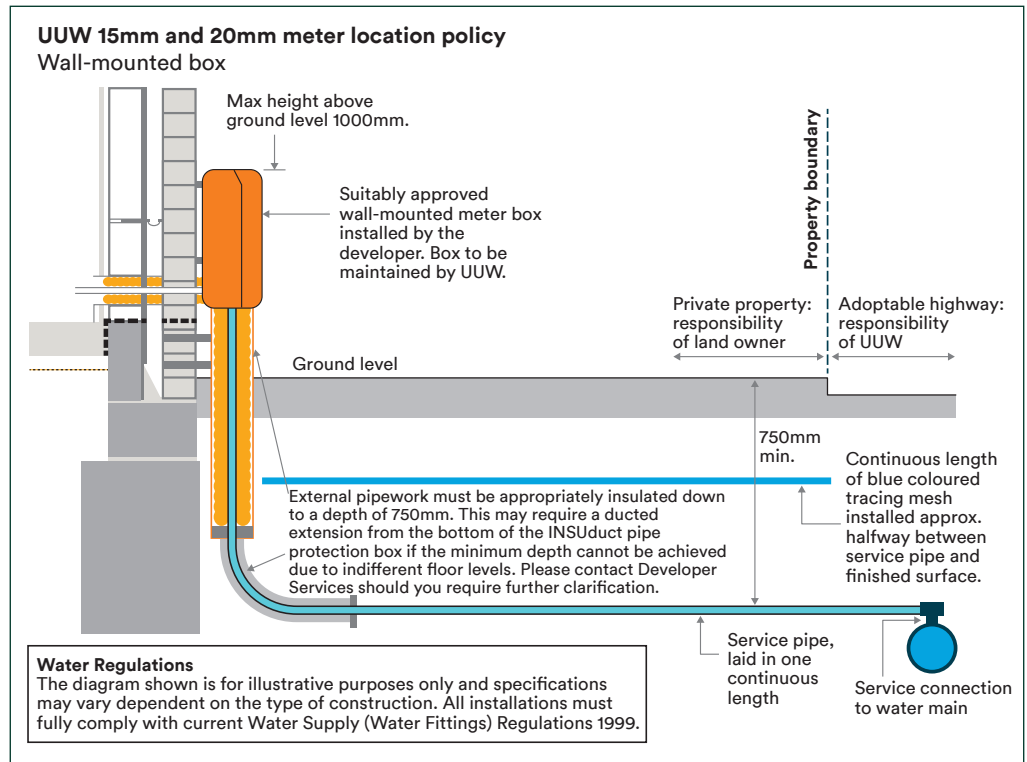 UUW 15mm and 20mm meter location policy
Wall-mounted box
Max height above
ground level 1000mm.
Suitably approved
wall-mounted meter box
installed by the
developer. Box to be
maintained by UUW.
Property boundary
Private property:
responsibility
of land owner
Adoptable highway:
responsibility
of UUW
Ground level
750mm
min.
Continuous length
of blue coloured
tracing mesh
installed approx.
halfway between
service pipe and
finished surface.
External pipework must be appropriately insulated down
to a depth of 750mm. This may require a ducted
extension from the bottom of the INSUduct pipe
protection box if the minimum depth cannot be achieved
due to indifferent floor levels. Please contact Developer
Services should you require further clarification.
Service pipe,
laid in one
continuous
length
Service connection
to water main
Water Regulations
The diagram shown is for illustrative purposes only and specifications
may vary dependent on the type of construction. All installations must
fully comply with current Water Supply (Water Fittings) Regulations 1999.